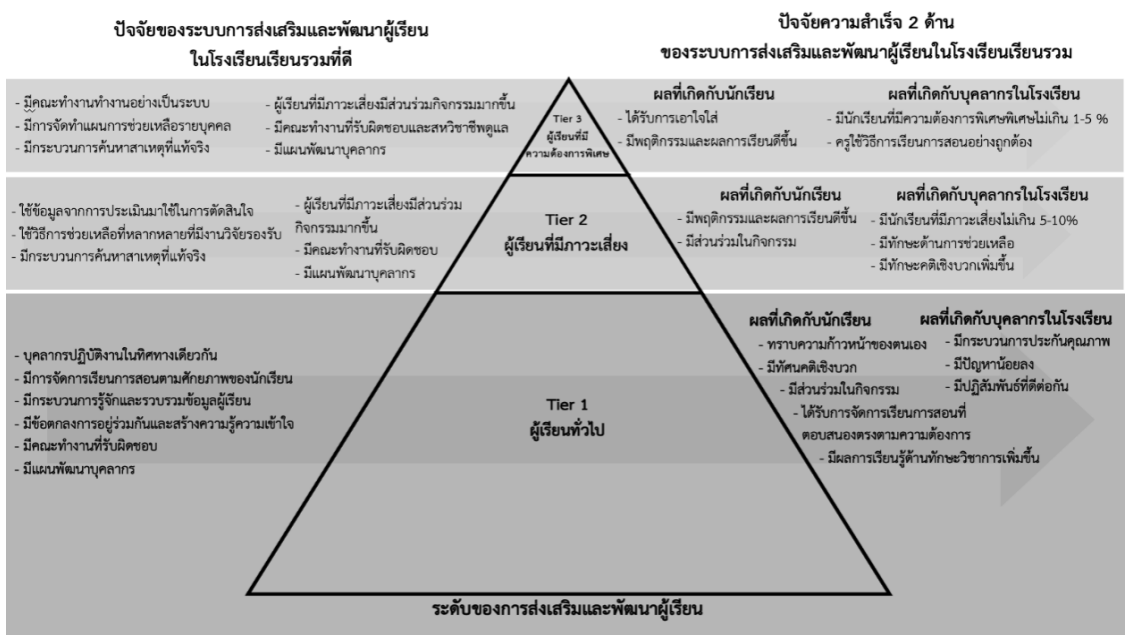 ปัจจัยของระบบการส่งเสริมและพัฒนาผู้เรียน
ในโรงเรียนเรียนรวมที่ดี
ปัจจัยความสำเร็จ 2 ด้าน
ของระบบการส่งเสริมและพัฒนาผู้เรียนในโรงเรียนเรียนรวม
- มีคณะทำงานทำงานอย่างเป็นระบบ
- มีการจัดทำแผนการช่วยเหลือรายบุคคล
- มีกระบวนการค้นหาสาเหตุที่แท้จริง
- ผู้เรียนที่มีภาวะเสี่ยงมีส่วนร่วมกิจกรรมมากขึ้น
- มีคณะทำงานที่รับผิดชอบและสหวิชาชีพดูแล
- มีแผนพัฒนาบุคลากร
Tier 3
ผู้เรียนที่มี
ความต้องการพิเศษ
ผลที่เกิดกับนักเรียน
- ได้รับการเอาใจใส่
- มีพฤติกรรมและผลการเรียนดีขึ้น
ผลที่เกิดกับบุคลากรในโรงเรียน
- มีนักเรียนที่มีความต้องการพิเศษพิเศษไม่เกิน 1-5 %
- ครูใช้วิธีการเรียนการสอนอย่างถูกต้อง
- ใช้ข้อมูลจากการประเมินมาใช้ในการตัดสินใจ
- ใช้วิธีการช่วยเหลือที่หลากหลายที่มีงานวิจัยรองรับ
- มีกระบวนการค้นหาสาเหตุที่แท้จริง
- ผู้เรียนที่มีภาวะเสี่ยงมีส่วนร่วม
กิจกรรมมากขึ้น
- มีคณะทำงานที่รับผิดชอบ
- มีแผนพัฒนาบุคลากร
Tier 2
ผู้เรียนที่มีภาวะเสี่ยง
ผลที่เกิดกับนักเรียน
- มีพฤติกรรมและผลการเรียนดีขึ้น
- มีส่วนร่วมในกิจกรรม
ผลที่เกิดกับบุคลากรในโรงเรียน
- มีนักเรียนที่มีภาวะเสี่ยงไม่เกิน 5-10%
- มีทักษะด้านการช่วยเหลือ
- มีทักษะคติเชิงบวกเพิ่มขึ้น
- บุคลากรปฏิบัติงานในทิศทางเดียวกัน
- มีการจัดการเรียนการสอนตามศักยภาพของนักเรียน
- มีกระบวนการรู้จักและรวบรวมข้อมูลผู้เรียน
- มีข้อตกลงการอยู่ร่วมกันและสร้างความรู้ความเข้าใจ
- มีคณะทำงานที่รับผิดชอบ
- มีแผนพัฒนาบุคลากร
Tier 1
ผู้เรียนทั่วไป
ผลที่เกิดกับนักเรียน
- ทราบความก้าวหน้าของตนเอง
- มีทัศนคติเชิงบวก
- มีส่วนร่วมในกิจกรรม
- ได้รับการจัดการเรียนการสอนที่
ตอบสนองตรงตามความต้องการ
- มีผลการเรียนรู้ด้านทักษะวิชาการเพิ่มขึ้น
ผลที่เกิดกับบุคลากรในโรงเรียน
- มีกระบวนการประกันคุณภาพ
- มีปัญหาน้อยลง
- มีปฏิสัมพันธ์ที่ดีต่อกัน
ระดับของการส่งเสริมและพัฒนาผู้เรียน